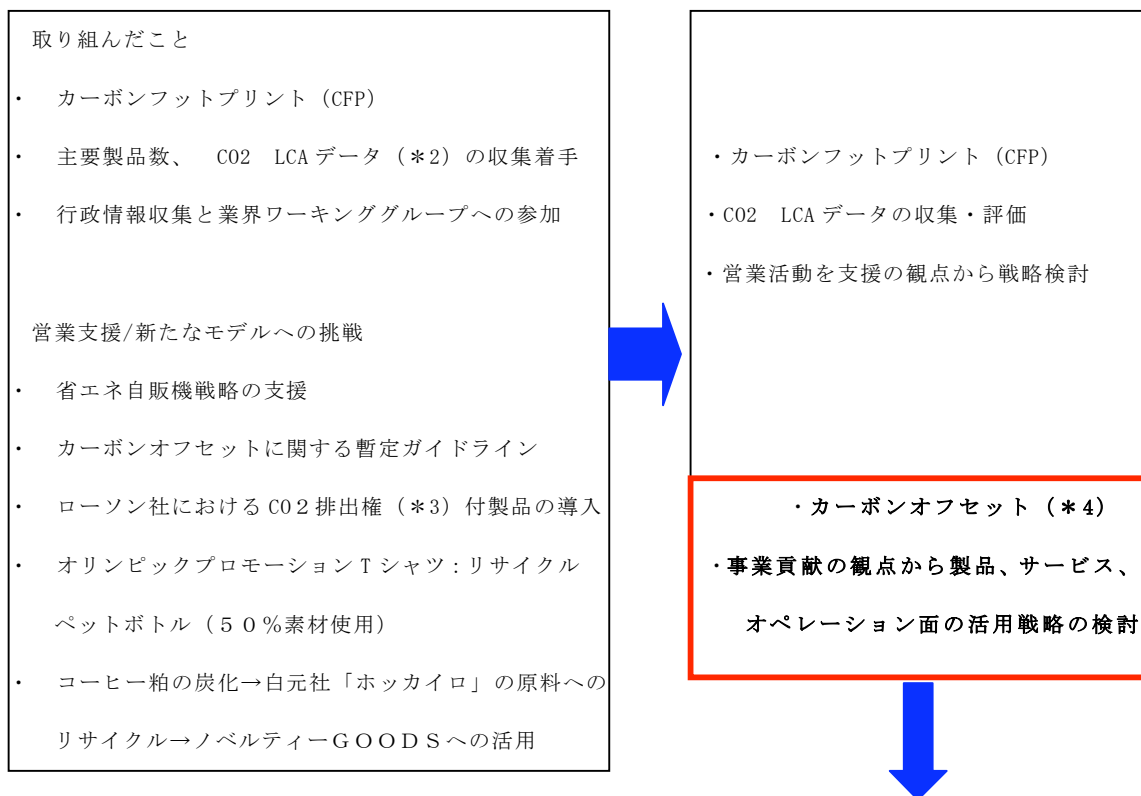 取り組んだこと
・ カーボンフットプリント（CFP）
・ 主要製品数、 CO2 LCAデータ（＊2）の収集着手
・ 行政情報収集と業界ワーキンググループへの参加
営業支援/新たなモデルへの挑戦
・ 省エネ自販機戦略の支援
・ カーボンオフセットに関する暫定ガイドライン
・ ローソン社におけるCO２排出権（＊3）付製品の導入
・ オリンピックプロモーションTシャツ：リサイクル
ペットボトル（５０％素材使用）
・ コーヒー粕の炭化→白元社「ホッカイロ」の原料への
リサイクル→ノベルティーＧＯＯＤＳへの活用
・カーボンフットプリント（CFP）
・CO2 LCAデータの収集・評価
・営業活動を支援の観点から戦略検討
・カーボンオフセット（＊4）
・事業貢献の観点から製品、サービス、
オペレーション面の活用戦略の検討